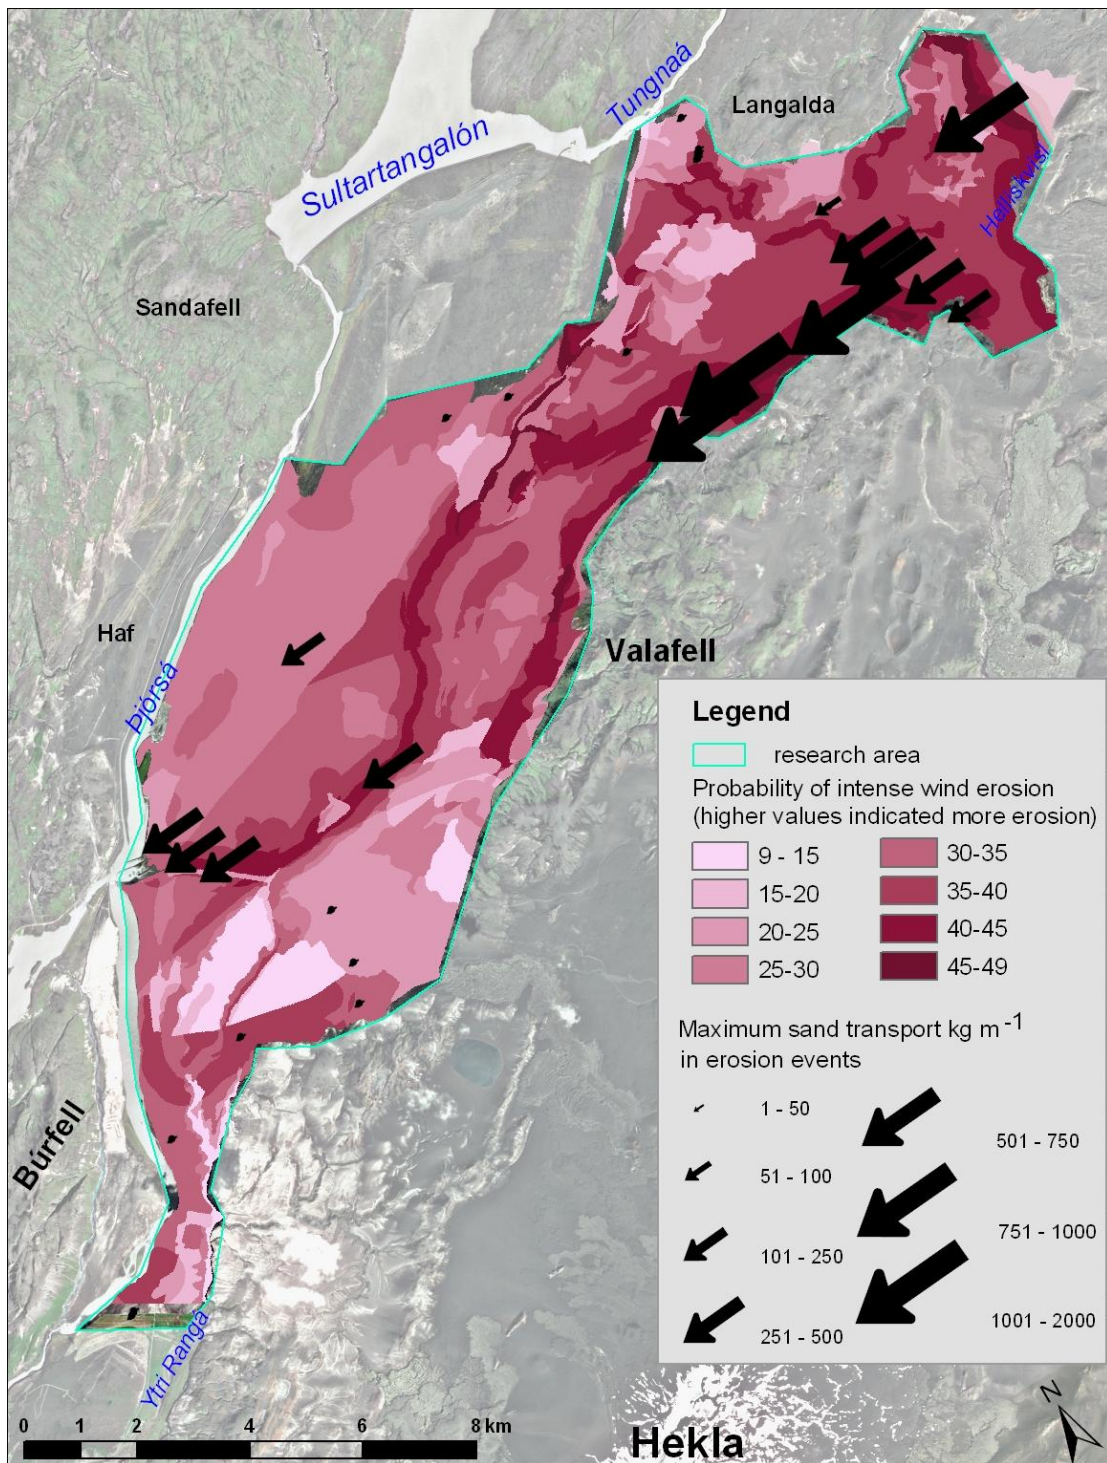 Tungnaá
Langalda
Sultartangalón
Helliskvísl
Sandafell
Haf
Þjórsá
Valafell
Búrfell
Ytri Rangá
Hekla
0 1 2 4 6 8 km
N
Legend
research area
Probability of intense wind erosion
(higher values indicated more erosion)
9 - 15
15-20
20-25
25-30
30-35
35-40
40-45
45-49
Maximum sand transport kg m-1
in erosion events
1 - 50
51 - 100
101 - 250
251 - 500
501 - 750
751 - 1000
1001 - 2000